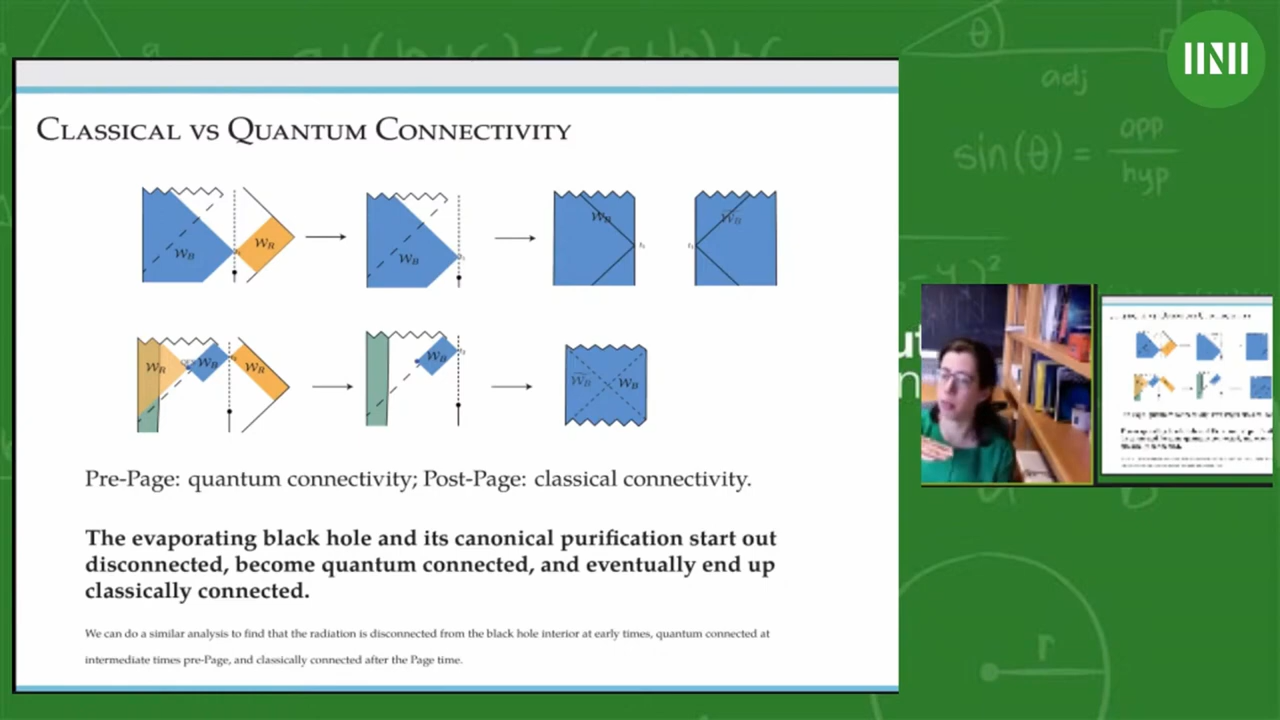 CLASSICAL VS QUANTUM CONNECTIVITY
W_B
W_R
W_B
W_B
W_B
W_R
W_B
W_R
W_B
W_B
W_B
Pre-Page: quantum connectivity; Post-Page: classical connectivity.
The evaporating black hole and its canonical purification start out
disconnected, become quantum connected, and eventually end up
classically connected.
We can do a similar analysis to find that the radiation is disconnected from the black hole interior at early times, quantum connected at
intermediate times pre-Page, and classically connected after the Page time.
θ
adj
sin(θ) = opp
hyp
r